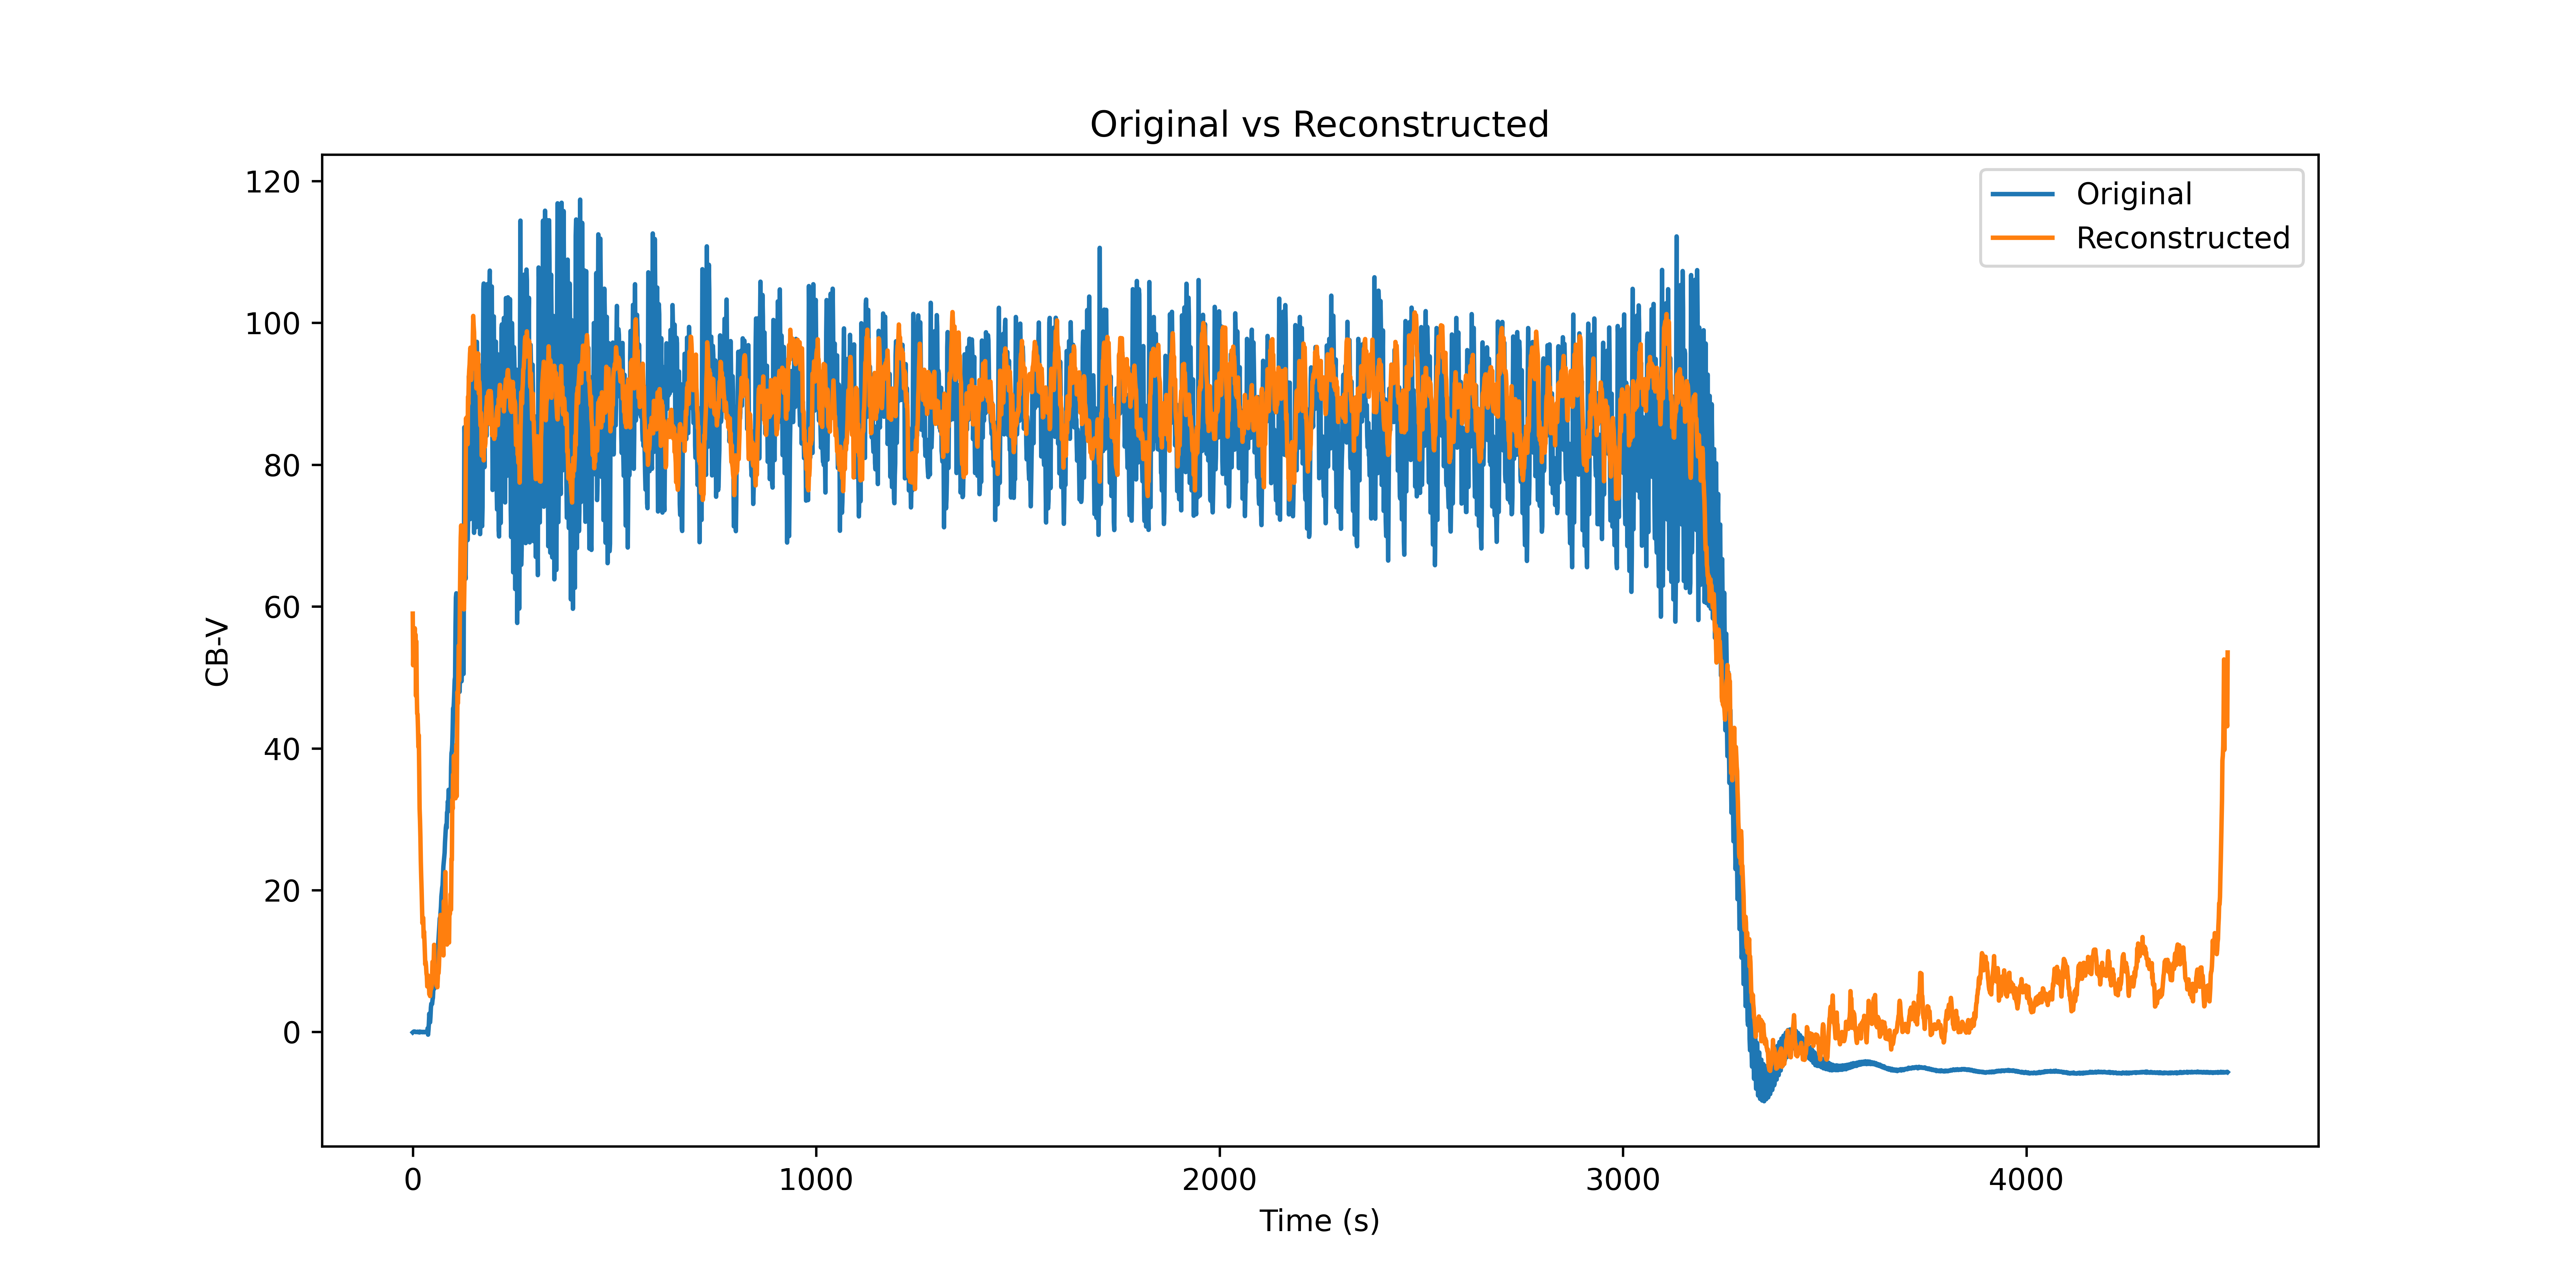 Original vs Reconstructed
Original
Reconstructed
120
100
80
60
40
20
0
CB-V
0 1000 2000 3000 4000
Time (s)